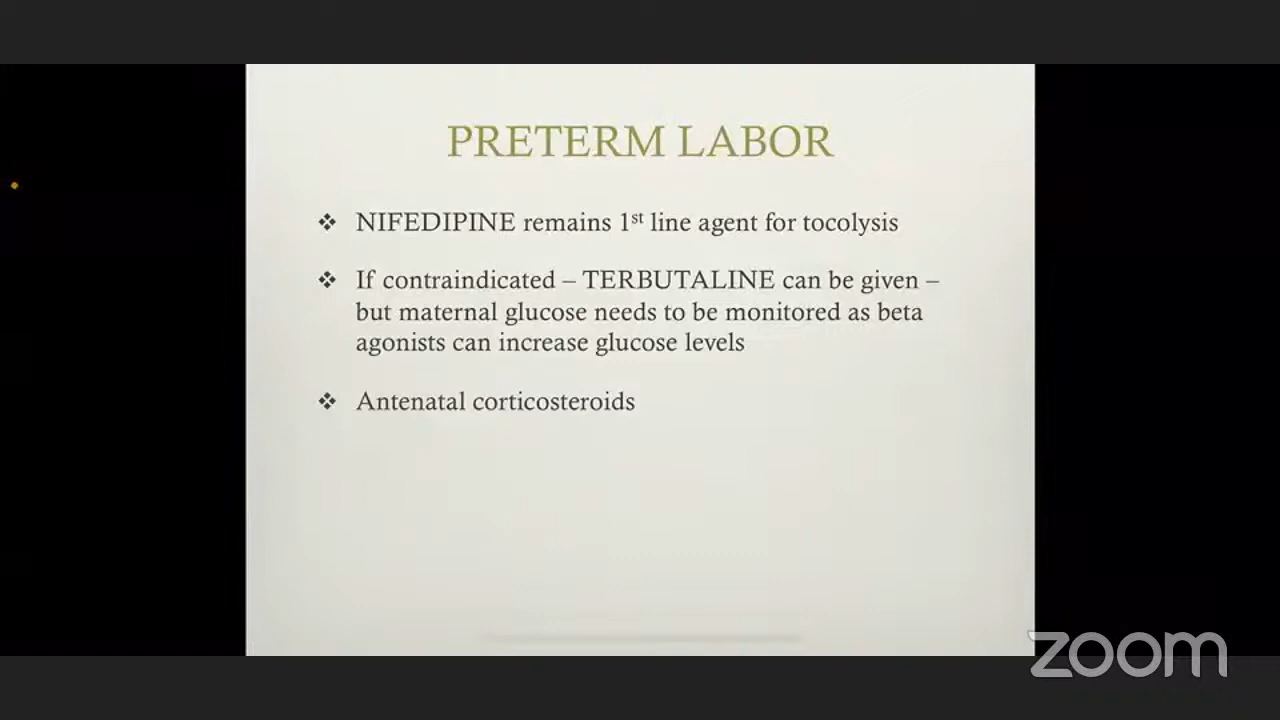 PRETERM LABOR
❖ NIFEDIPINE remains 1st line agent for tocolysis
❖ If contraindicated – TERBUTALINE can be given –
but maternal glucose needs to be monitored as beta
agonists can increase glucose levels
❖ Antenatal corticosteroids
zoom